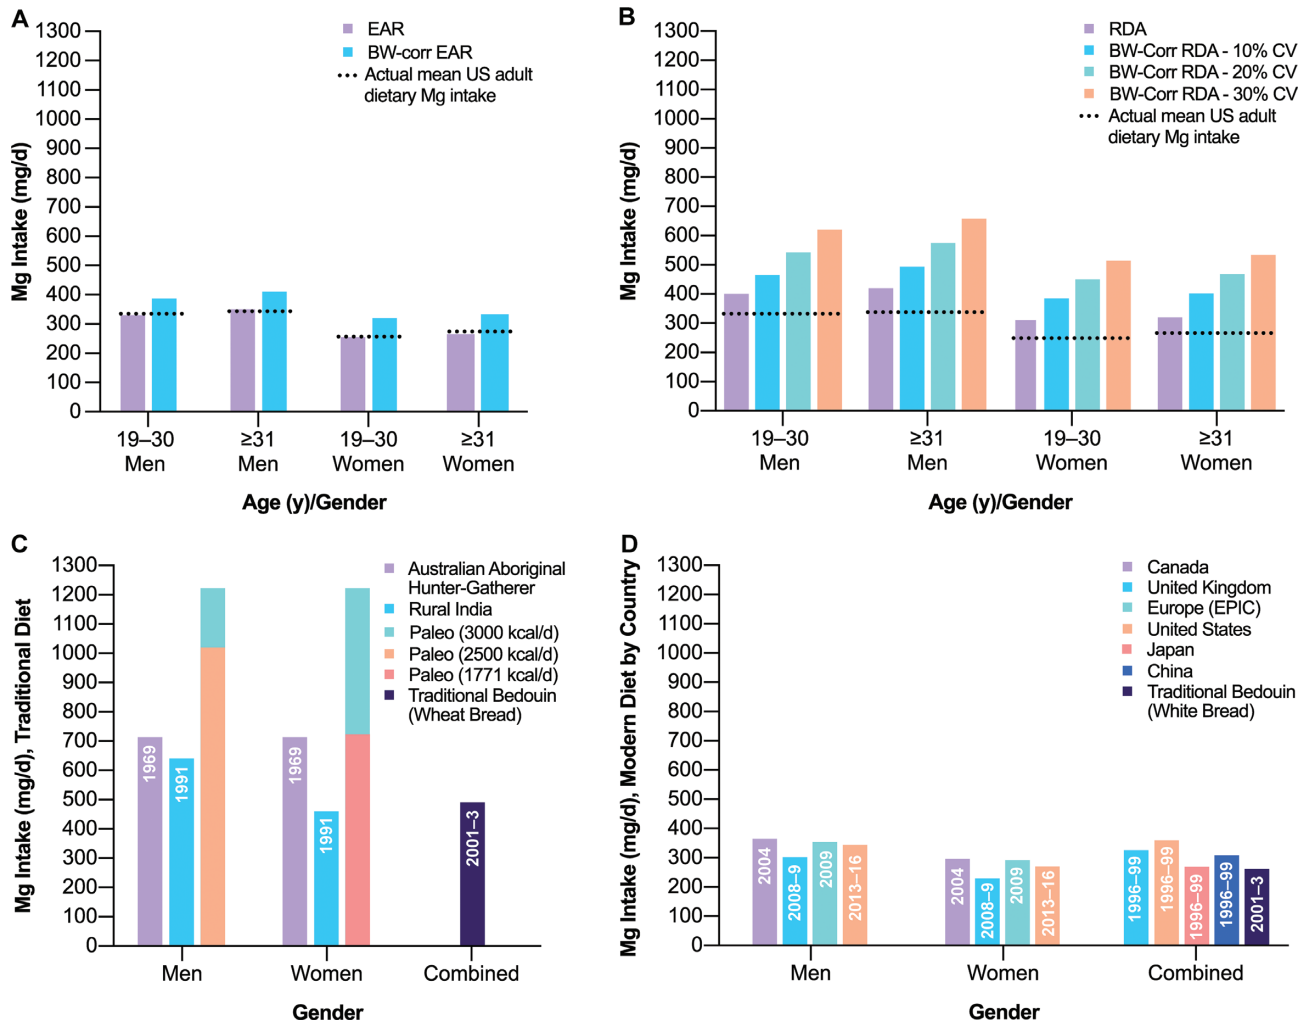 A
1300
1200
1100
1000
900
800
700
600
500
400
300
200
100
0
Mg Intake (mg/d)
EAR
BW-corr EAR
Actual mean US adult
dietary Mg intake
19–30
Men
≥31
Men
19–30
Women
≥31
Women
Age (y)/Gender
B
1300
1200
1100
1000
900
800
700
600
500
400
300
200
100
0
Mg Intake (mg/d)
RDA
BW-Corr RDA - 10% CV
BW-Corr RDA - 20% CV
BW-Corr RDA - 30% CV
Actual mean US adult
dietary Mg intake
19–30
Men
≥31
Men
19–30
Women
≥31
Women
Age (y)/Gender
C
1300
1200
1100
1000
900
800
700
600
500
400
300
200
100
0
Mg Intake (mg/d), Traditional Diet
Australian Aboriginal
Hunter-Gatherer
Rural India
Paleo (3000 kcal/d)
Paleo (2500 kcal/d)
Paleo (1771 kcal/d)
Traditional Bedouin
(Wheat Bread)
1969
1991
1969
1991
2001–3
Men
Women
Combined
Gender
D
1300
1200
1100
1000
900
800
700
600
500
400
300
200
100
0
Mg Intake (mg/d), Modern Diet by Country
Canada
United Kingdom
Europe (EPIC)
United States
Japan
China
Traditional Bedouin
(White Bread)
2004
2008–9
2009
2013–16
2004
2008–9
2009
2013–16
1996–99
1996–99
1996–99
1996–99
2001–3
Men
Women
Combined
Gender